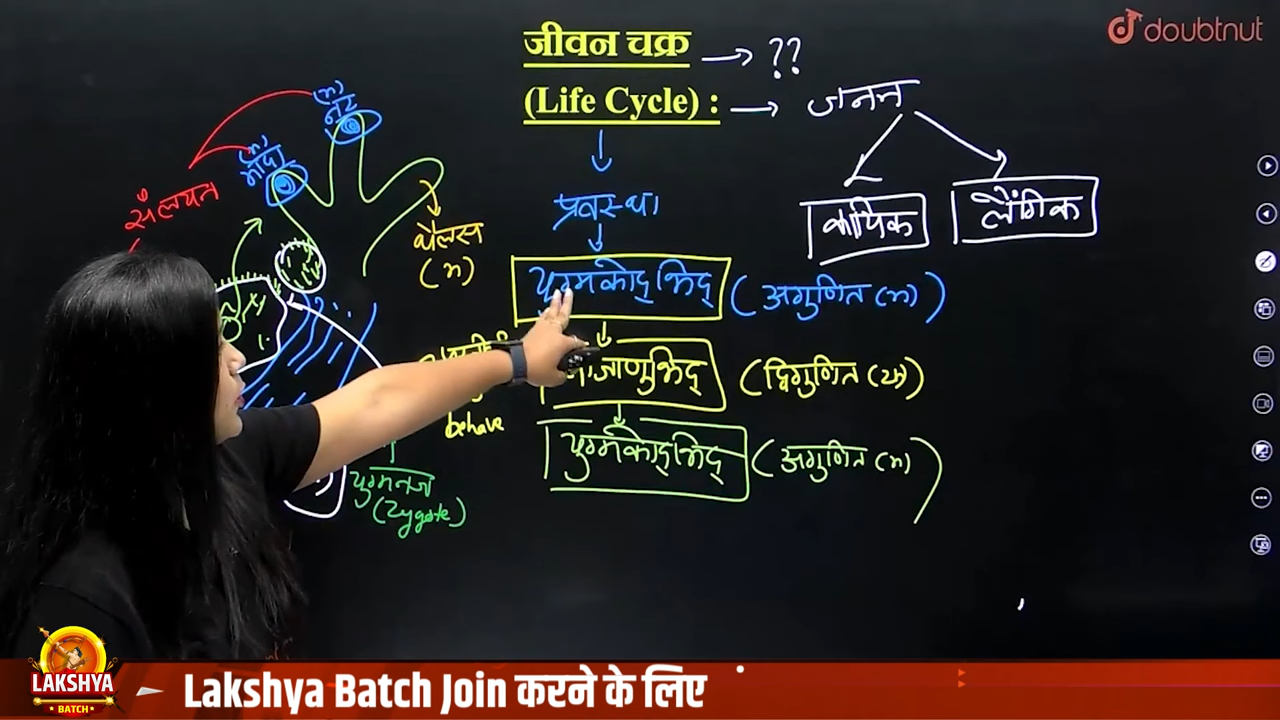 doubtnut
जीवन चक्र → ??
(Life Cycle) : → जनन
कायिक
लैंगिक
प्रवस्था
युग्मकोद्भिद् (अगुणित (n))
जाणुभिद् (द्विगुणित (2n))
युग्मकोद्भिद् (अगुणित (n))
(n)
नर
(n)
मादा
संलयन
थैलस
(n)
behave
युग्मनज
(Zygote)
LAKSHYA
BATCH
Lakshya Batch Join करने के लिए